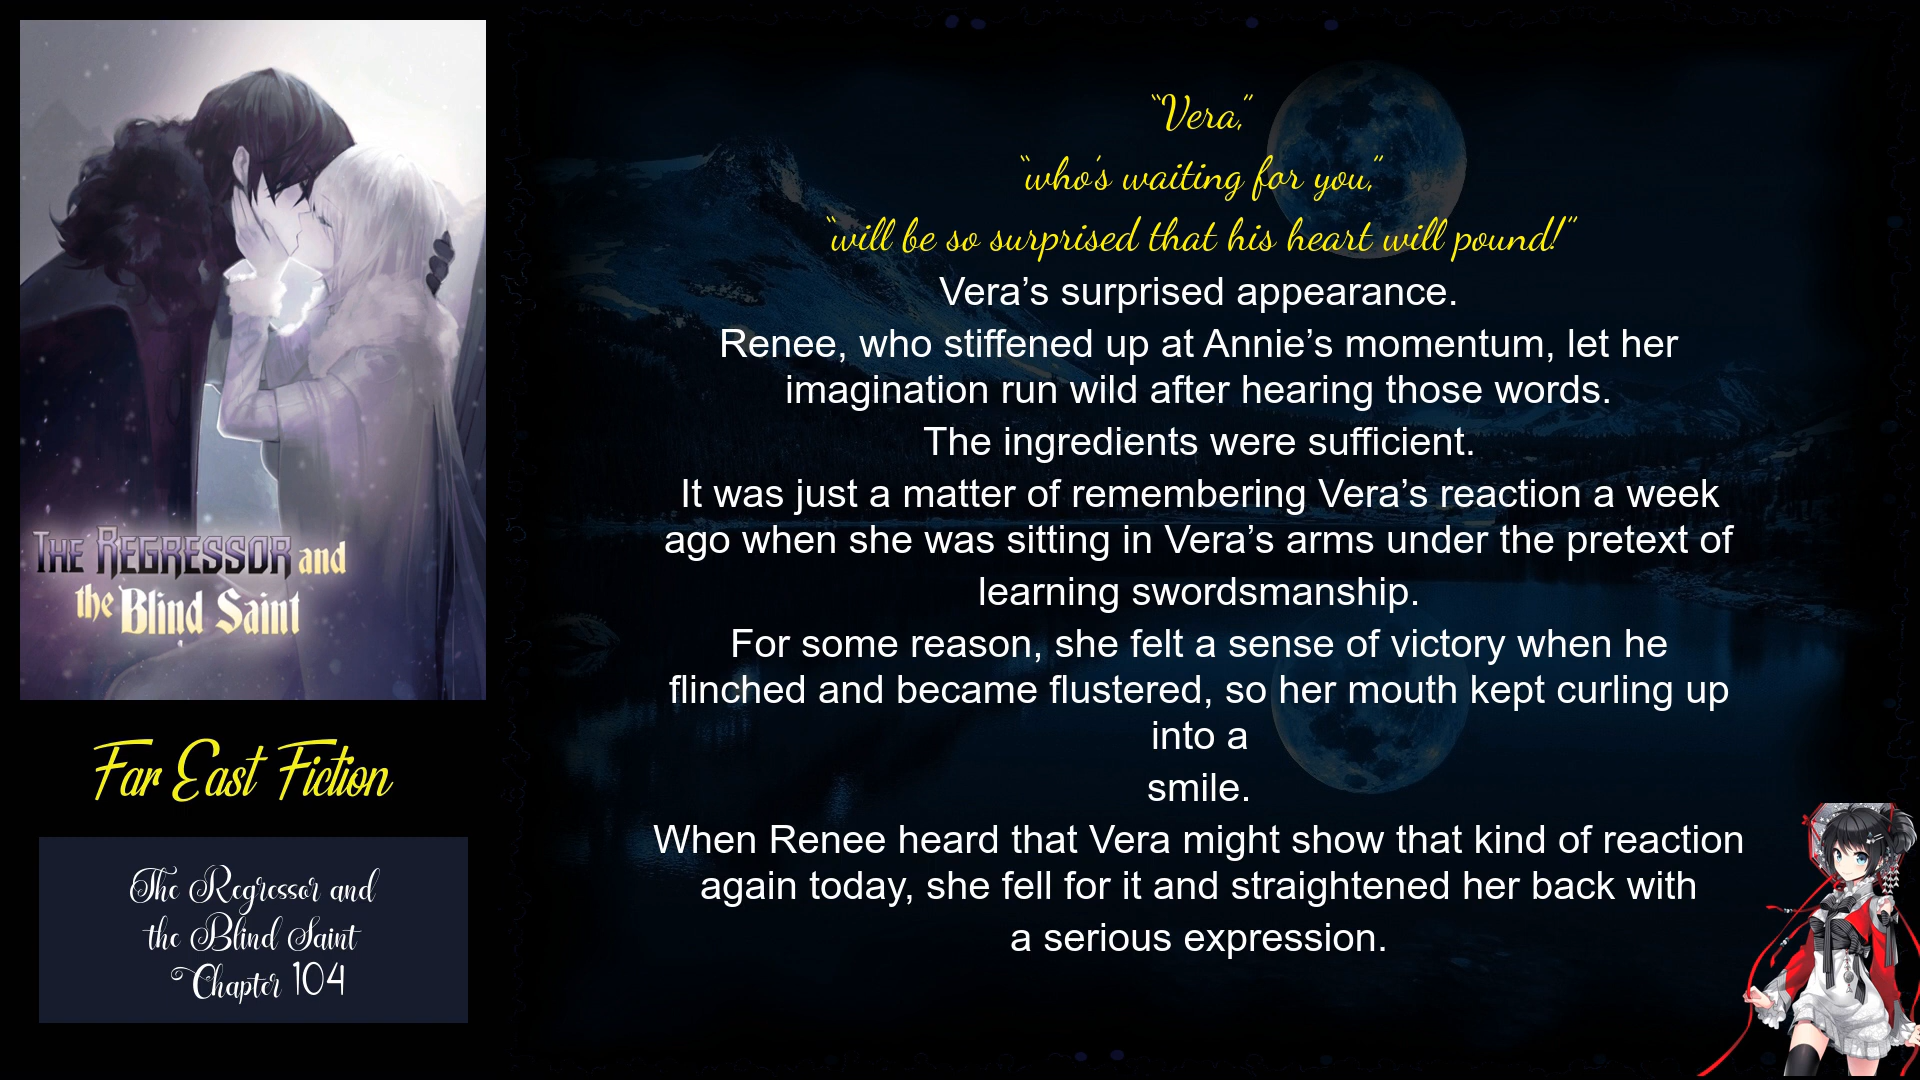 THE REGRESSOR and
the Blind Saint
Far East Fiction
The Regressor and
the Blind Saint
Chapter 104
“Vera,”
“who’s waiting for you,”
“will be so surprised that his heart will pound!”
Vera’s surprised appearance.
Renee, who stiffened up at Annie’s momentum, let her
imagination run wild after hearing those words.
The ingredients were sufficient.
It was just a matter of remembering Vera’s reaction a week
ago when she was sitting in Vera’s arms under the pretext of
learning swordsmanship.
For some reason, she felt a sense of victory when he
flinched and became flustered, so her mouth kept curling up
into a
smile.
When Renee heard that Vera might show that kind of reaction
again today, she fell for it and straightened her back with
a serious expression.